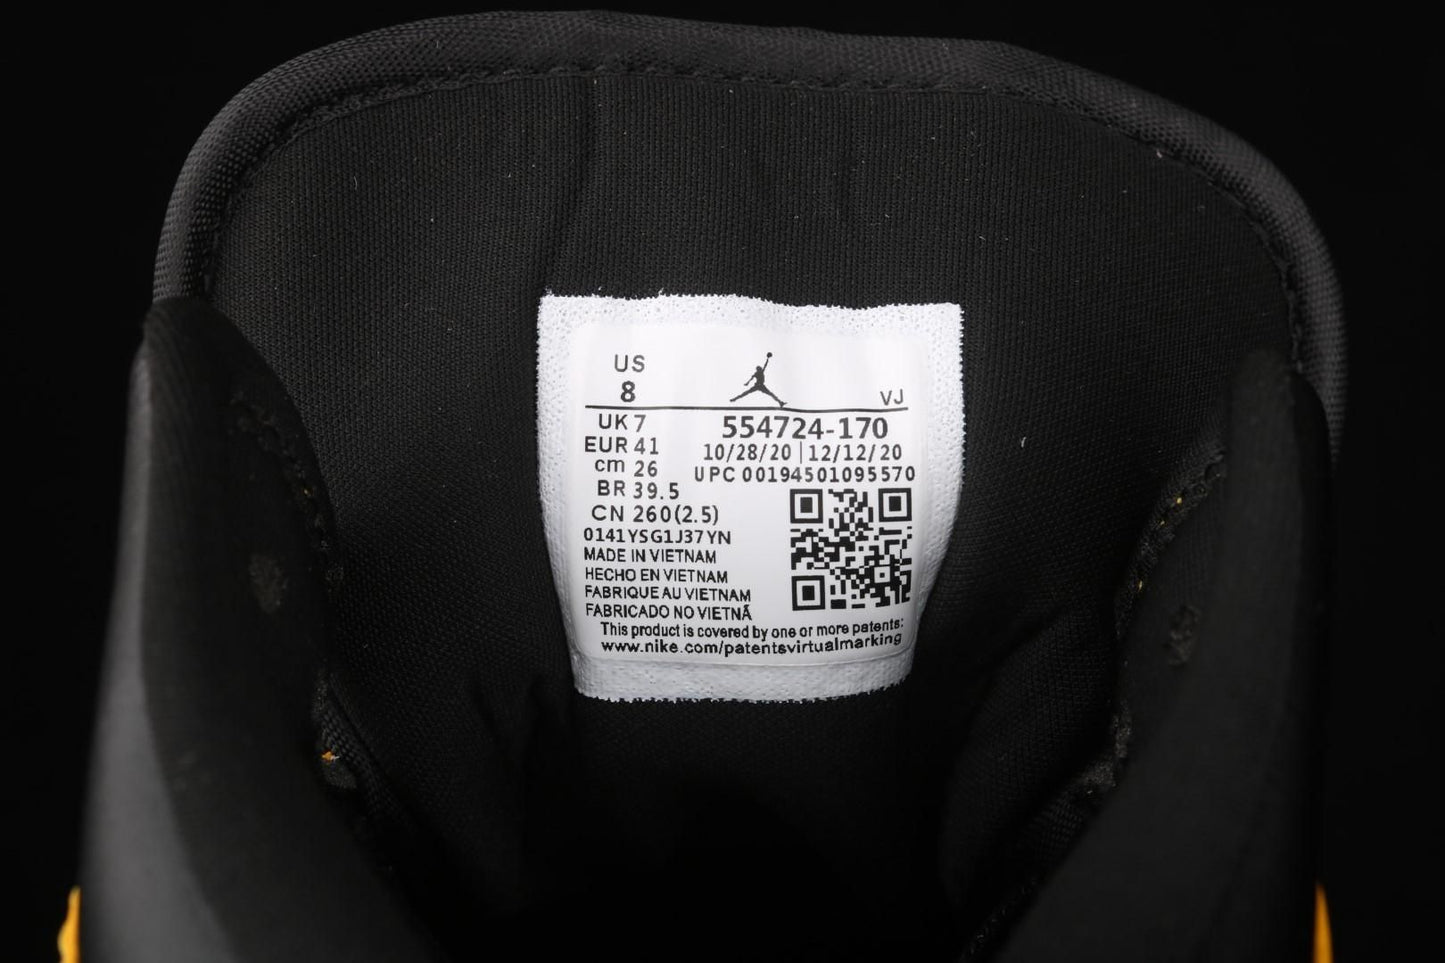 US
8
VJ
UK 7
554724-170
EUR 41
10/28/20 | 12/12/20
cm 26
UPC 00194501095570
BR 39.5
CN 260(2.5)
0141YSG1J37YN
MADE IN VIETNAM
HECHO EN VIETNAM
FABRIQUE AU VIETNAM
FABRICADO NO VIETNÃ
This product is covered by one or more patents:
www.nike.com/patentsvirtualmarking